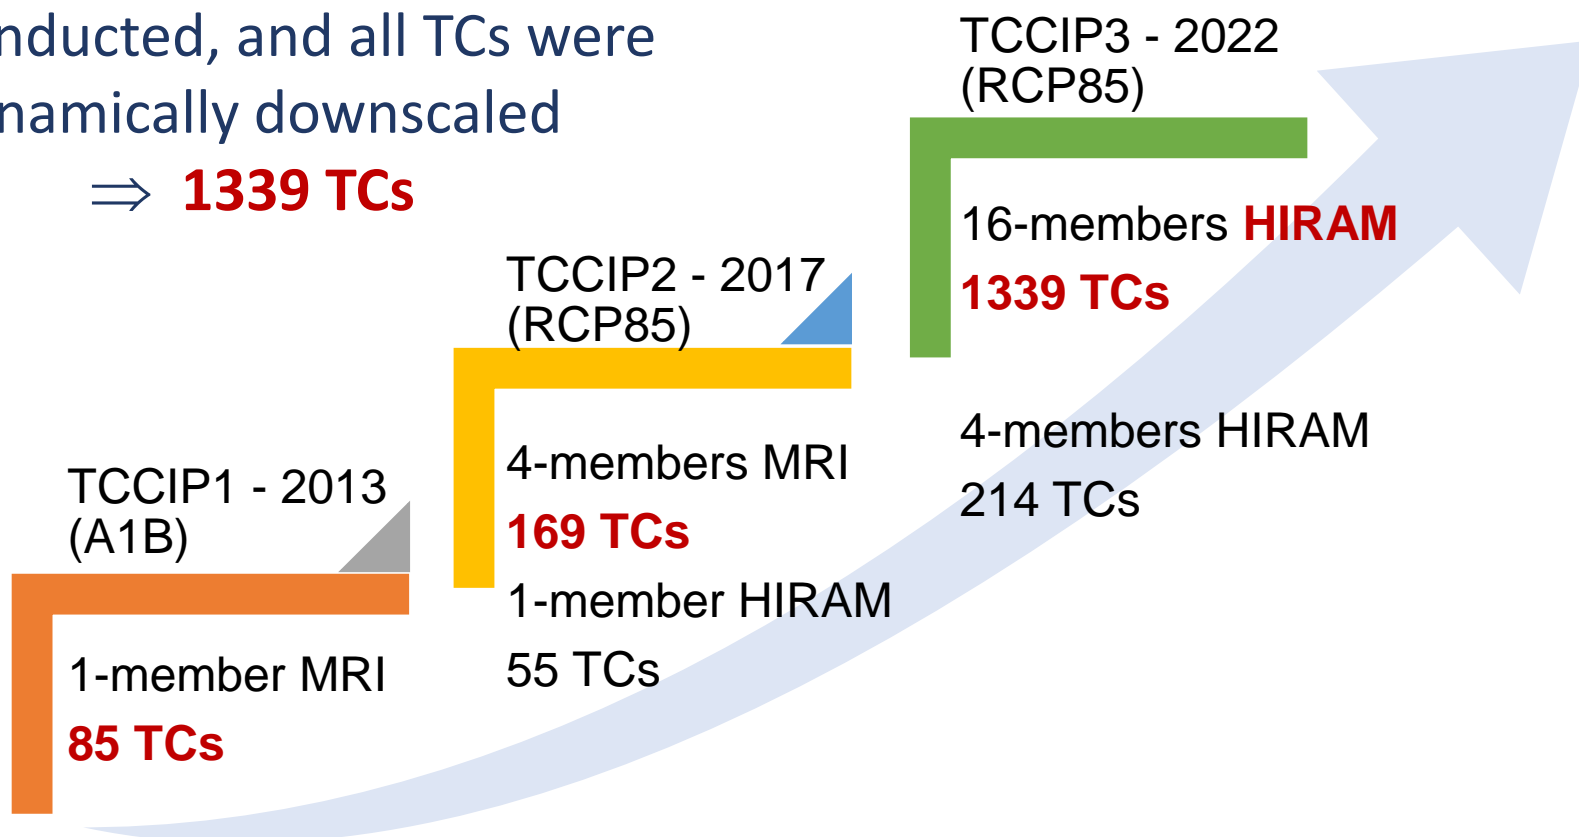 nducted, and all TCs were
namically downscaled
⇒ 1339 TCs
TCCIP1 - 2013
(A1B)
1-member MRI
85 TCs
TCCIP2 - 2017
(RCP85)
4-members MRI
169 TCs
1-member HIRAM
55 TCs
TCCIP3 - 2022
(RCP85)
16-members HIRAM
1339 TCs
4-members HIRAM
214 TCs